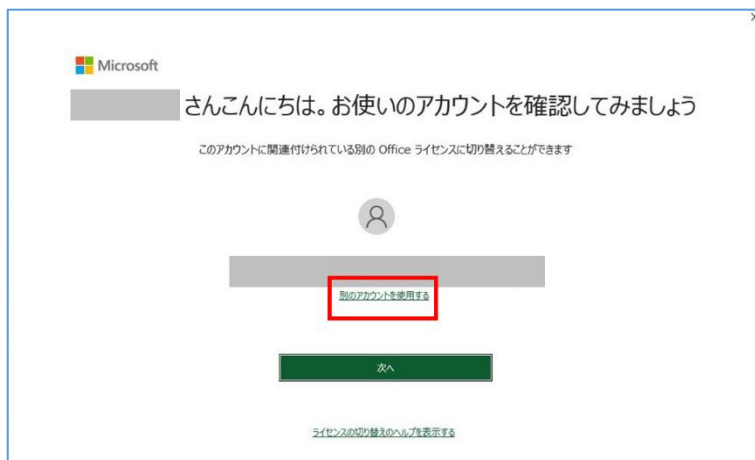 Microsoft
さんこんにちは。お使いのアカウントを確認してみましょう
このアカウントに関連付けられている別の Office ライセンスに切り替えることができます
別のアカウントを使用する
次へ
ライセンスの切り替えのヘルプを表示する